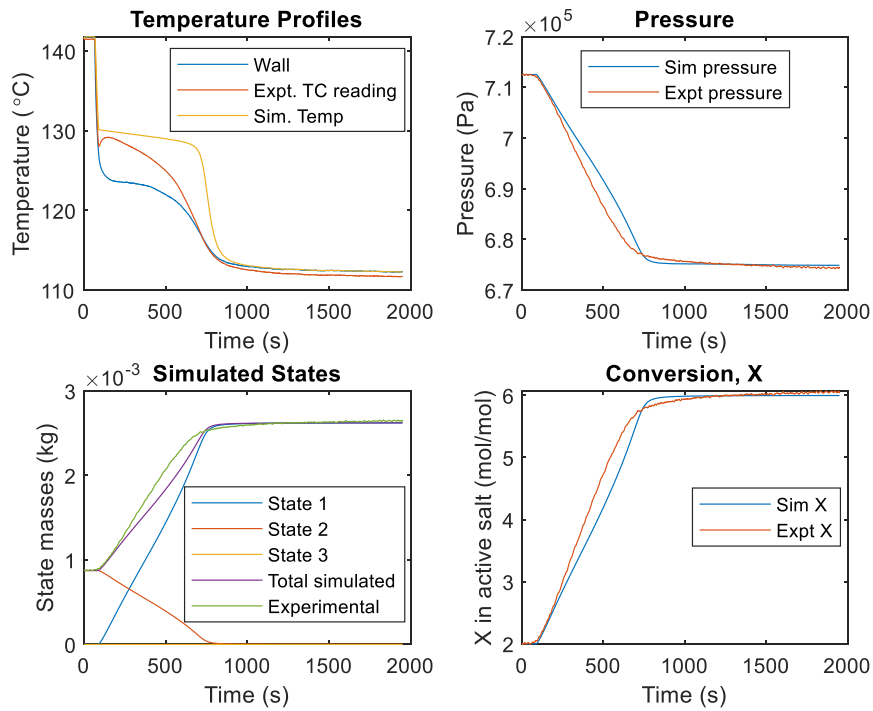 Temperature Profiles
Temperature (°C)
140
130
120
110
Wall
Expt. TC reading
Sim. Temp
0
500
1000
1500
2000
Time (s)
Pressure
×10⁵
Pressure (Pa)
7.2
7.1
7
6.9
6.8
6.7
Sim pressure
Expt pressure
0
500
1000
1500
2000
Time (s)
Simulated States
×10⁻³
State masses (kg)
3
2
1
0
State 1
State 2
State 3
Total simulated
Experimental
0
500
1000
1500
2000
Time (s)
Conversion, X
X in active salt (mol/mol)
6
5
4
3
2
Sim X
Expt X
0
500
1000
1500
2000
Time (s)